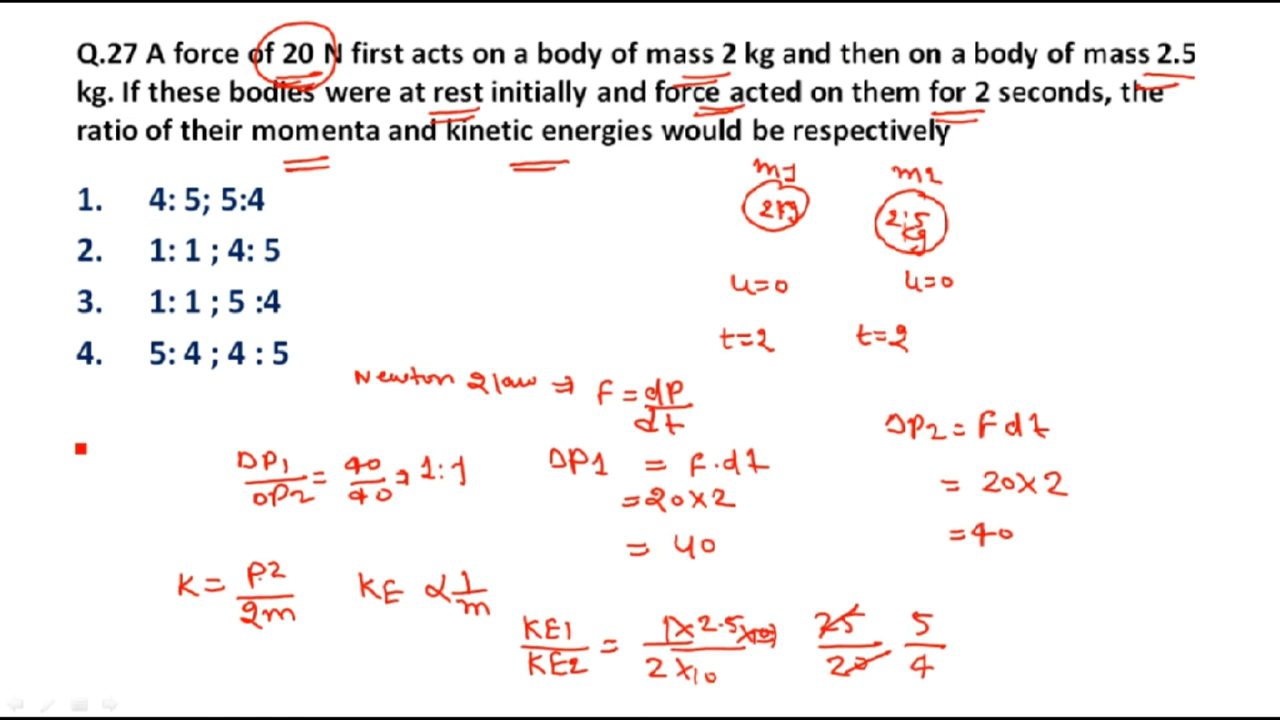 Q.27 A force of 20 N first acts on a body of mass 2 kg and then on a body of mass 2.5
kg. If these bodies were at rest initially and force acted on them for 2 seconds, the
ratio of their momenta and kinetic energies would be respectively
1. 4: 5; 5:4
2. 1: 1 ; 4: 5
3. 1: 1 ; 5 :4
4. 5: 4 ; 4 : 5
m1 m2
2kg 2.5 kg
u=0 u=0
t=2 t=2
Newton 2 law ⇒ F = dP/dt
ΔP1/ΔP2 = 40/40 ⇒ 1:1
ΔP1 = F.dt
=20×2
= 40
ΔP2 = F dt
= 20×2
=40
K = P2/2m KE ∝ 1/m
KE1/KE2 = 1×2.5×10/2×10 25/20 5/4